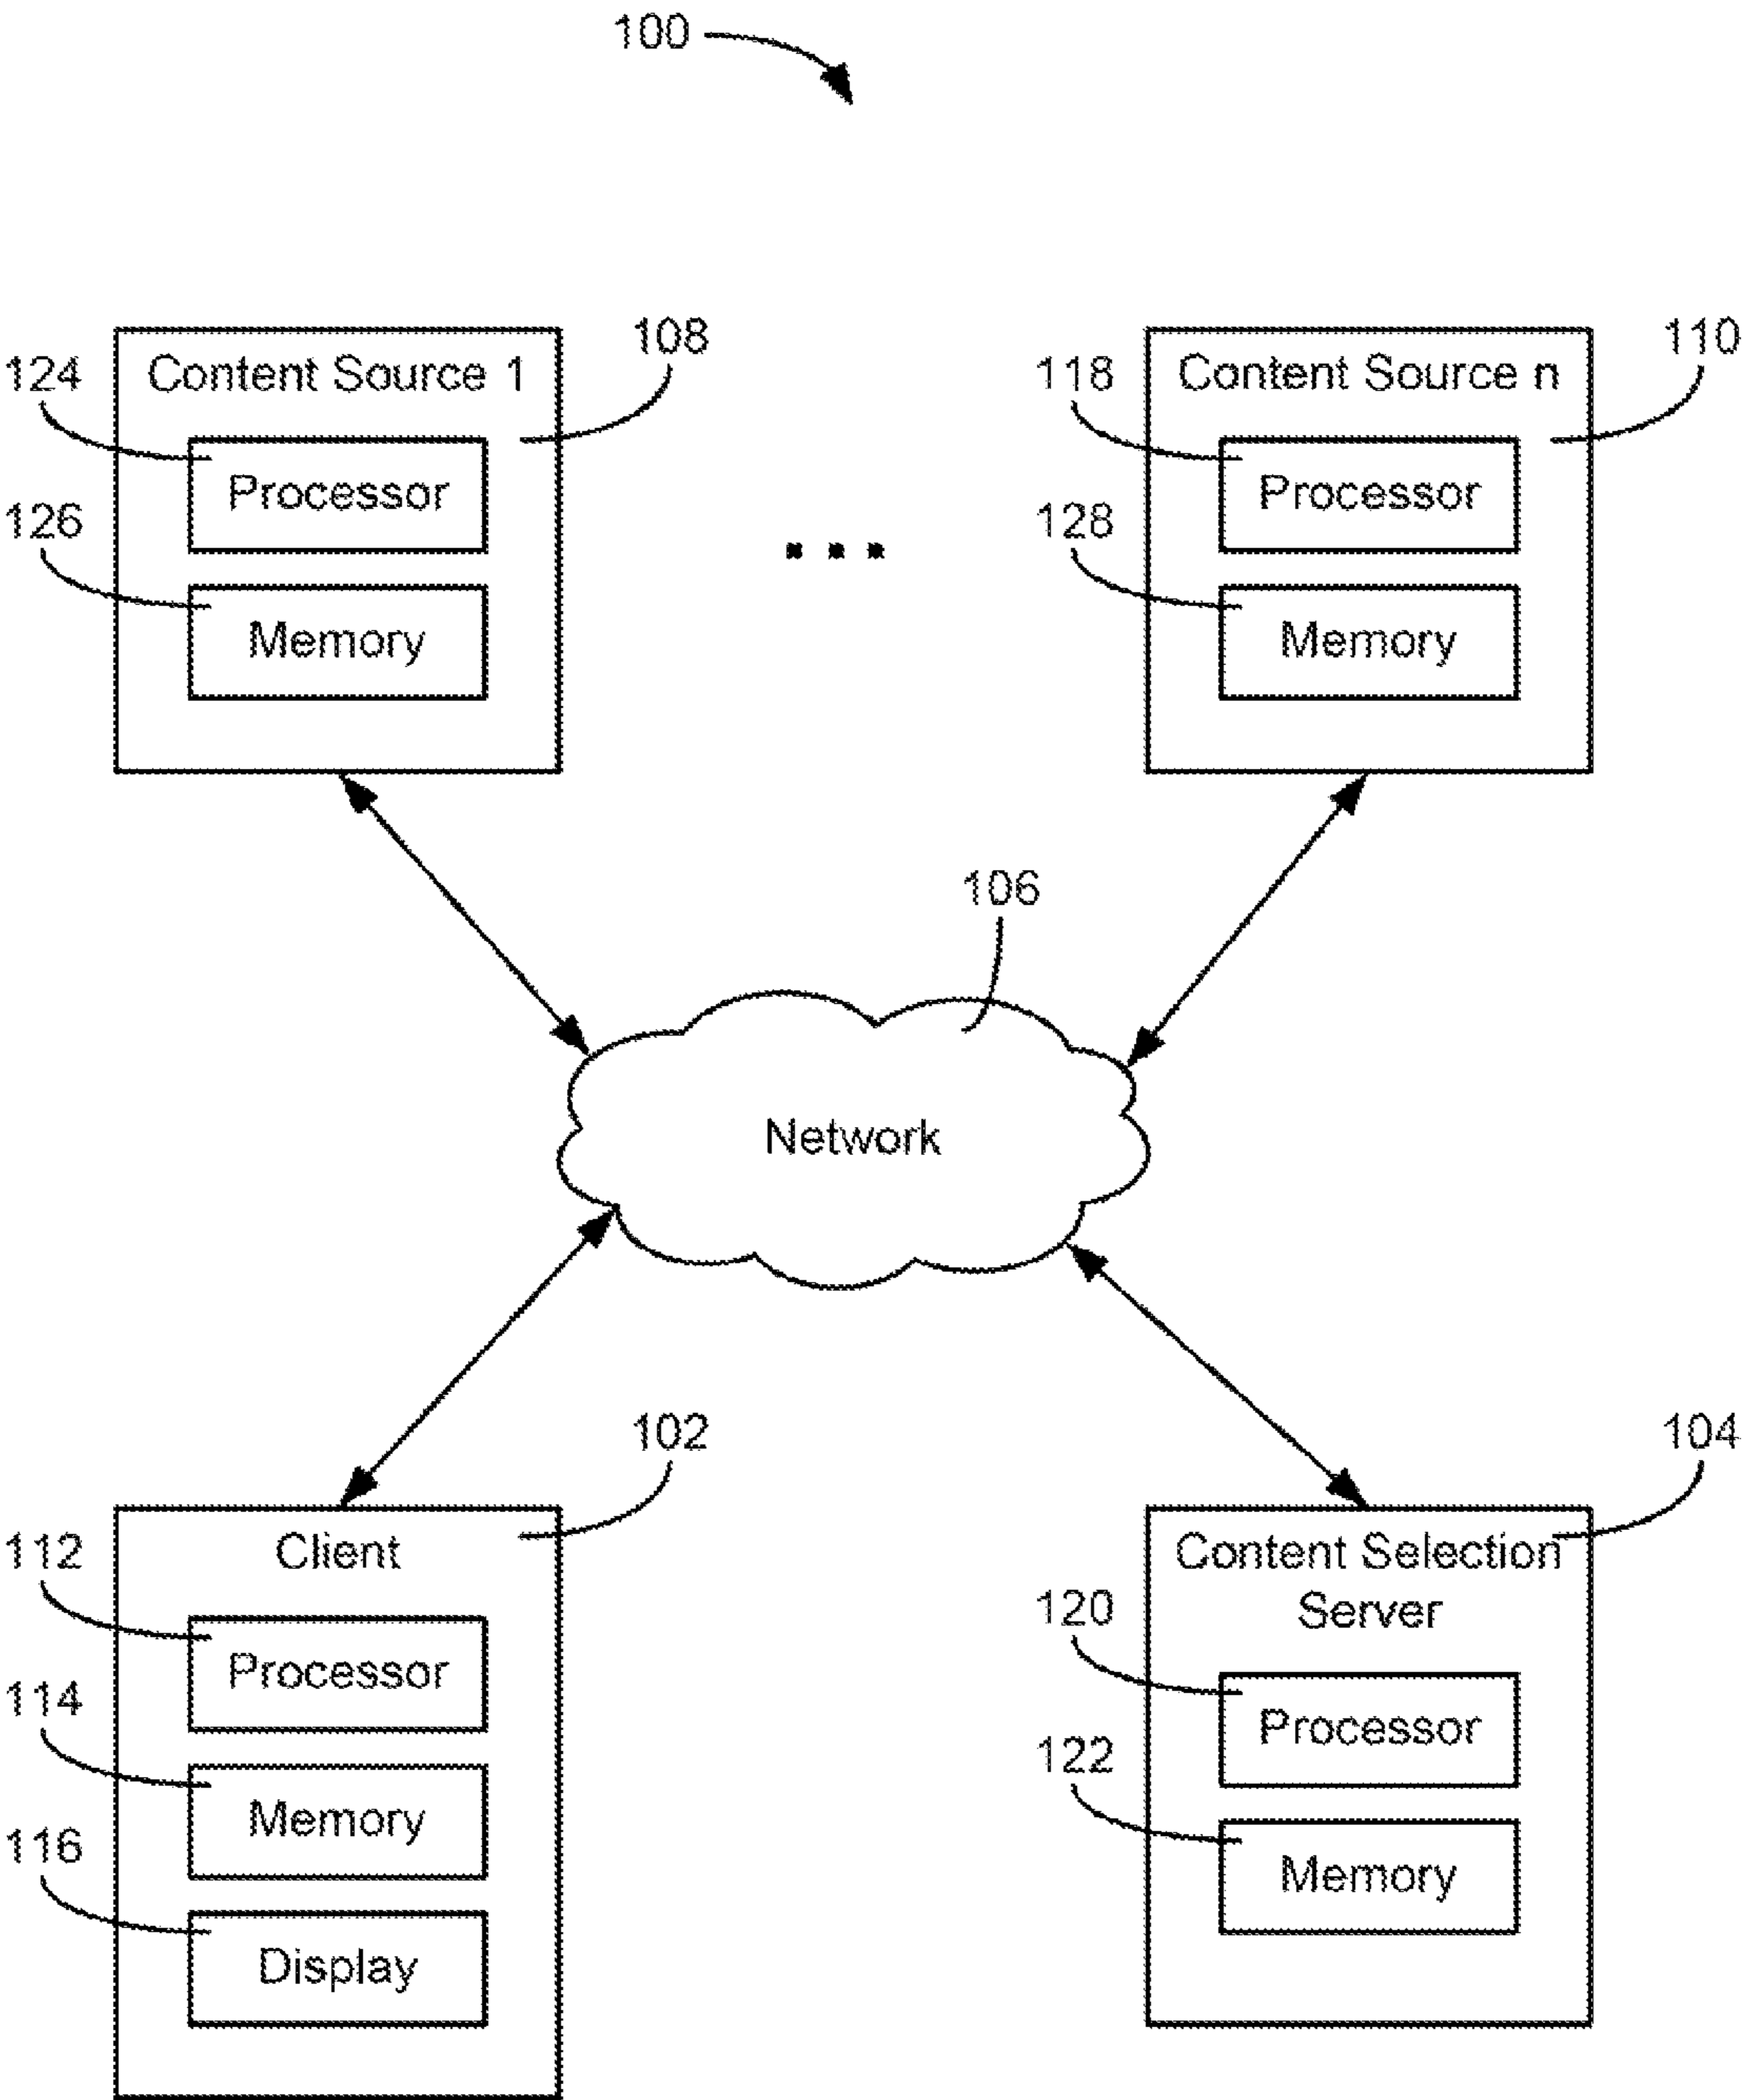 100
Content Source 1
108
124
Processor
126
Memory
Content Source n
110
118
Processor
128
Memory
106
Network
Client
102
112
Processor
114
Memory
116
Display
Content Selection
Server
104
120
Processor
122
Memory